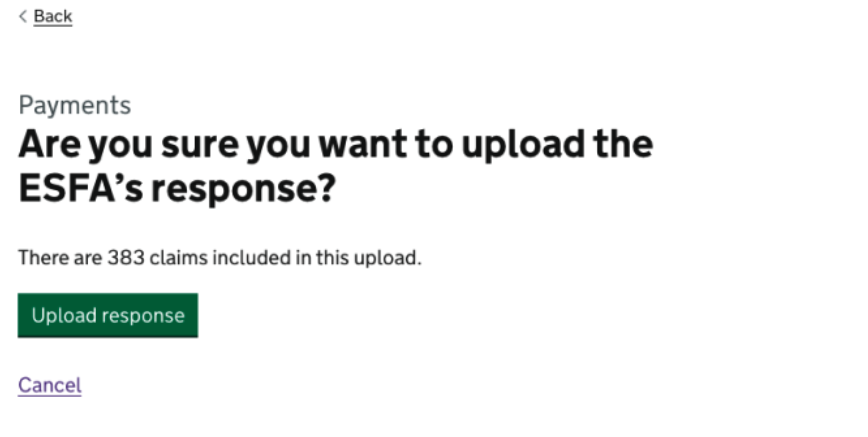 Back
Payments
Are you sure you want to upload the
ESFA’s response?
There are 383 claims included in this upload.
Upload response
Cancel